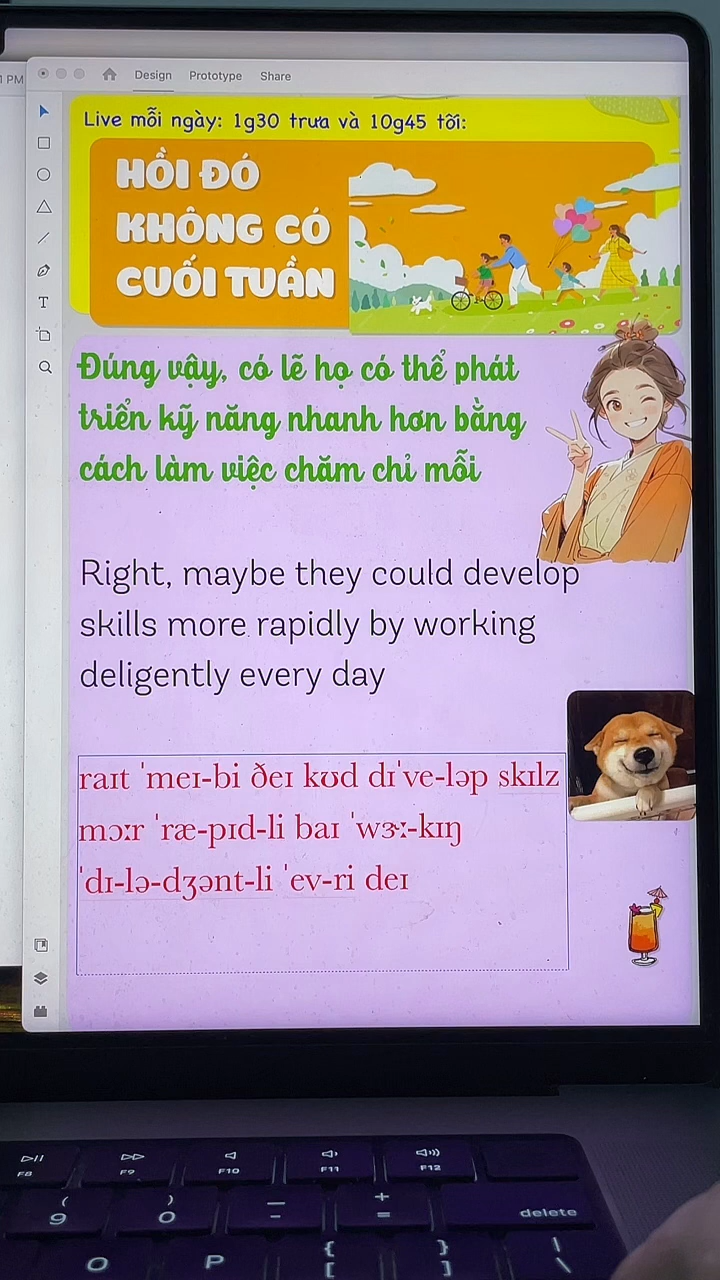 1 PM
Design Prototype Share
Live mỗi ngày: 1g30 trưa và 10g45 tối:
HỒI ĐÓ
KHÔNG CÓ
CUỐI TUẦN
Đúng vậy, có lẽ họ có thể phát
triển kỹ năng nhanh hơn bằng
cách làm việc chăm chỉ mỗi
Right, maybe they could develop
skills more rapidly by working
deligently every day
raɪt ˈmeɪ-bi ðeɪ kʊd dɪˈve-ləp skɪlz
mɔːr ˈræ-pɪd-li baɪ ˈwɜː-kɪŋ
ˈdɪ-lə-dʒənt-li ˈev-ri deɪ
F8 F9 F10 F11 F12
( ) — +
9 O - = delete
{ } |
O P [ ] \